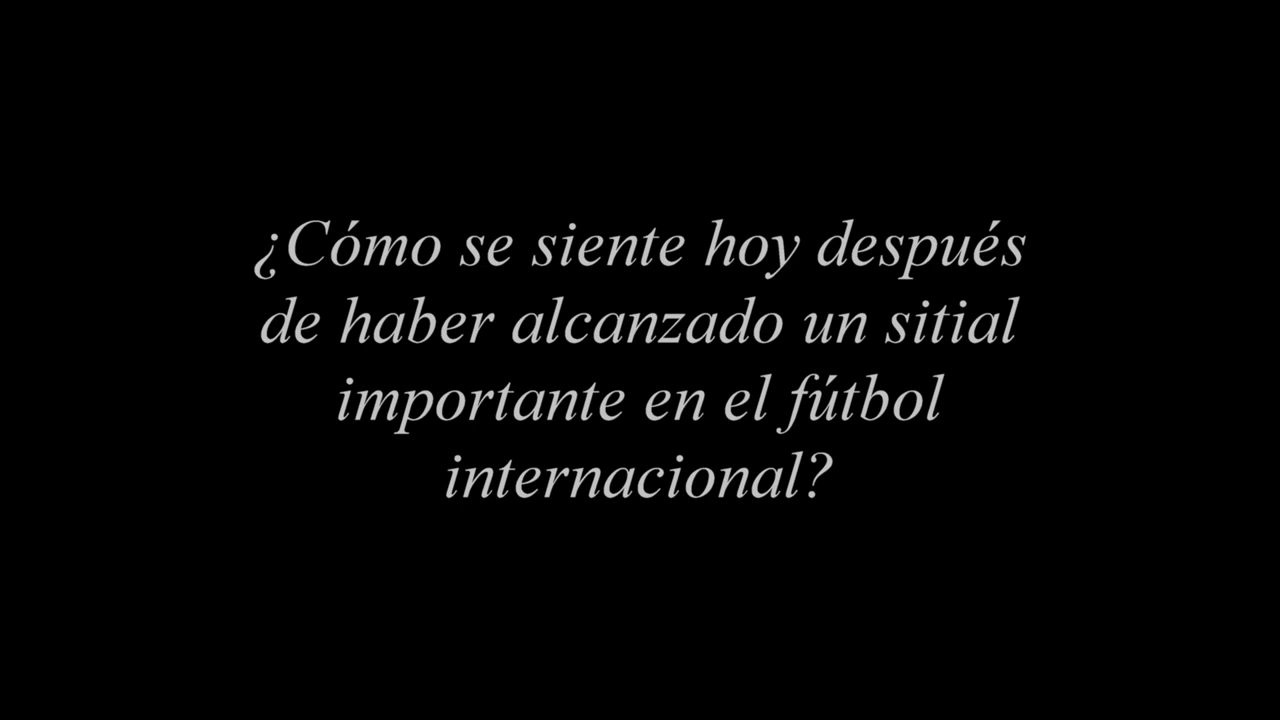 ¿Cómo se siente hoy después
de haber alcanzado un sitial
importante en el fútbol
internacional?